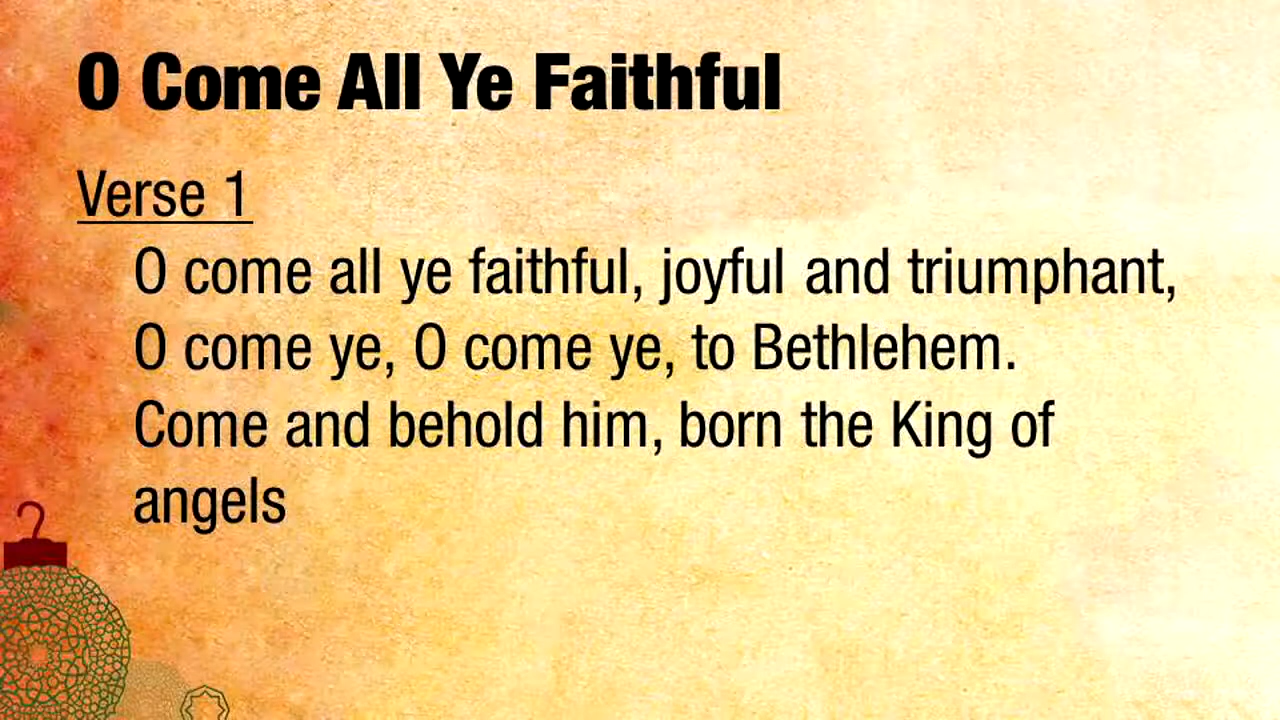 O Come All Ye Faithful
Verse 1
O come all ye faithful, joyful and triumphant,
O come ye, O come ye, to Bethlehem.
Come and behold him, born the King of
angels